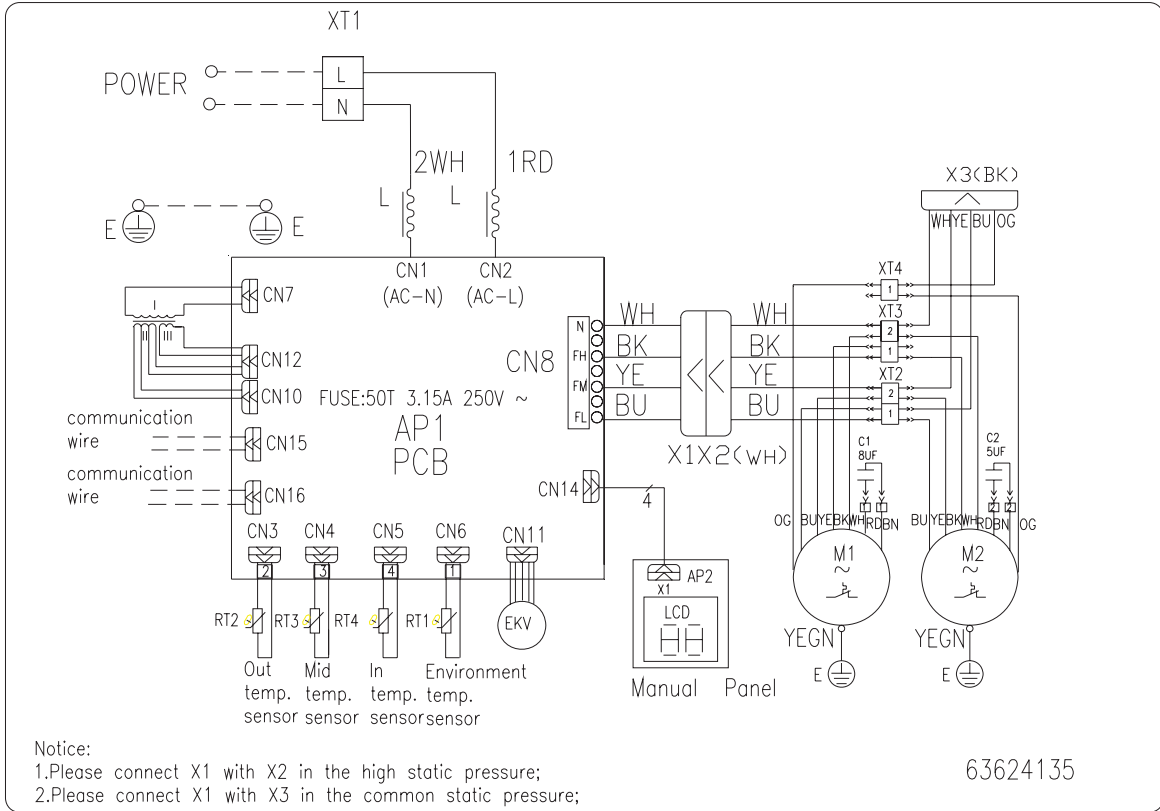 XT1
POWER
L
N
2WH
1RD
L
L
E
E
X3(BK)
WH YE BU OG
CN1
(AC-N)
CN2
(AC-L)
CN7
I
II
III
CN12
CN10
CN8
N
FH
FM
FL
WH
BK
YE
BU
WH
BK
YE
BU
X1X2(WH)
XT4
1
XT3
2
1
XT2
2
1
FUSE:50T 3.15A 250V ~
AP1
PCB
communication
wire
CN15
communication
wire
CN16
CN14
4
C1
8UF
C2
5UF
1
1
2
2
OG BU YE BK WH RD BN
BU YE BK WH RD BN OG
M1
~
M2
~
YEGN
YEGN
E
E
CN3
CN4
CN5
CN6
CN11
2
3
4
1
RT2
RT3
RT4
RT1
EKV
AP2
X1
LCD
Manual Panel
Out
temp.
sensor
Mid
temp.
sensor
In
temp.
sensor
Environment
temp.
sensor
Notice:
1.Please connect X1 with X2 in the high static pressure;
2.Please connect X1 with X3 in the common static pressure;
63624135